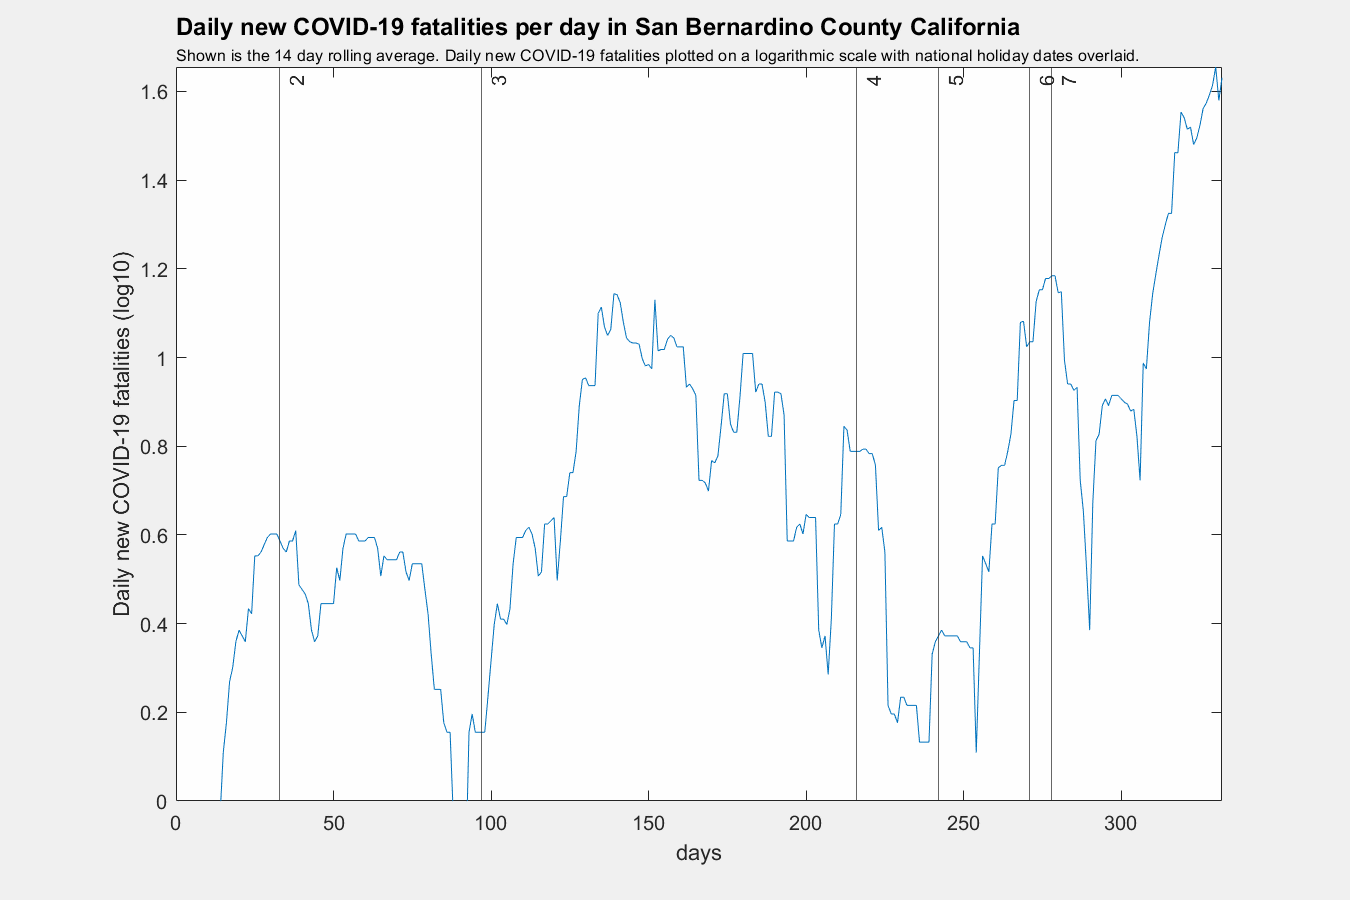 Daily new COVID-19 fatalities per day in San Bernardino County California
Shown is the 14 day rolling average. Daily new COVID-19 fatalities plotted on a logarithmic scale with national holiday dates overlaid.
2 3 4 5 6 7
1.6
1.4
1.2
1
0.8
0.6
0.4
0.2
0
Daily new COVID-19 fatalities (log10)
0 50 100 150 200 250 300
days